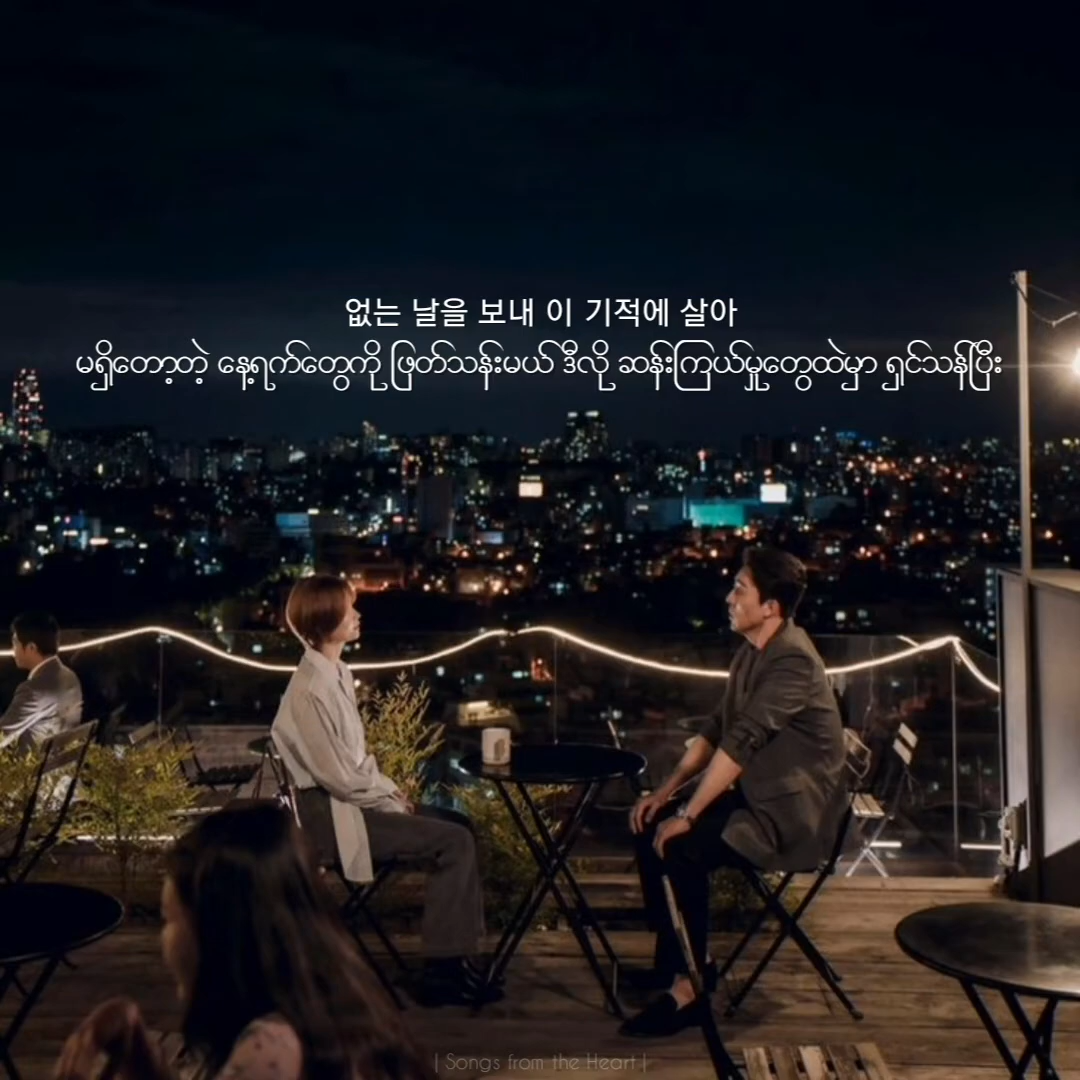 없는 날을 보내 이 기적에 살아
မရှိတော့တဲ့ နေ့ရက်တွေကို ဖြတ်သန်းမယ် ဒီလို ဆန်းကြယ်မှုတွေထဲမှာ ရှင်သန်ပြီး
| Songs from the Heart |